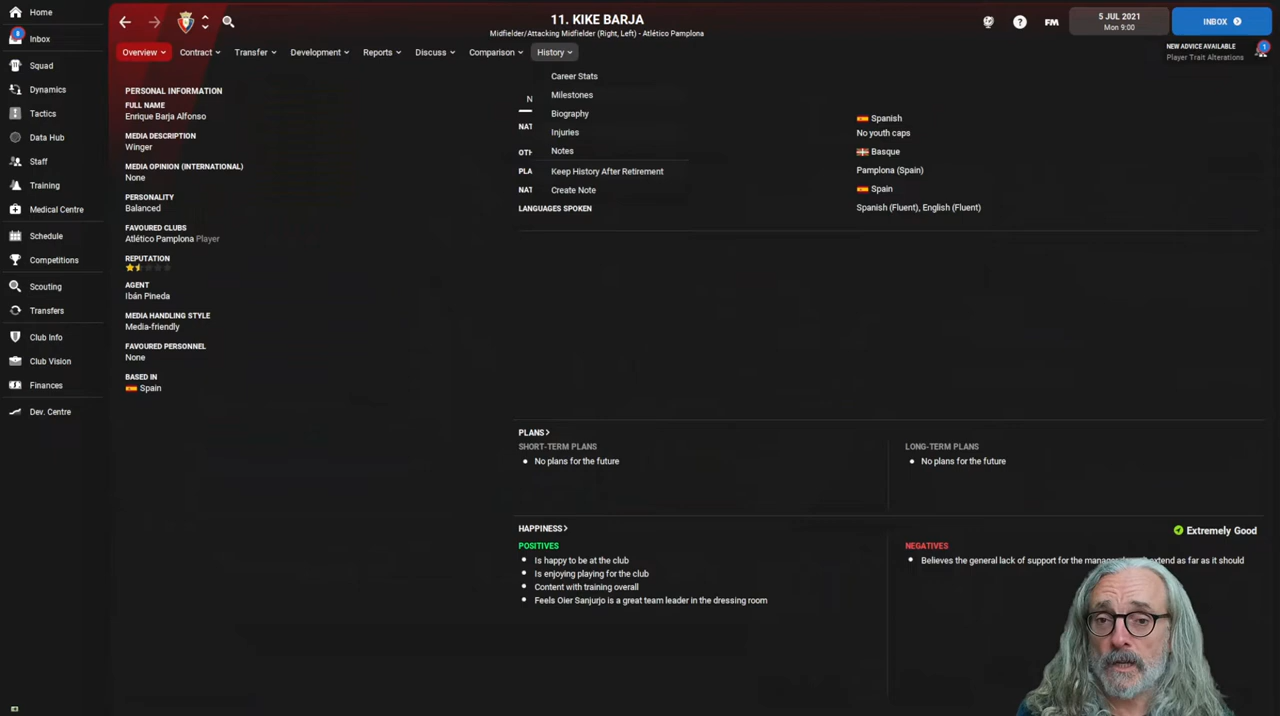 Home
Inbox
Squad
Dynamics
Tactics
Data Hub
Staff
Training
Medical Centre
Schedule
Competitions
Scouting
Transfers
Club Info
Club Vision
Finances
Dev. Centre
11. KIKE BARJA
Midfielder/Attacking Midfielder (Right, Left) - Atlético Pamplona
?
FM
5 JUL 2021
Mon 9:00
INBOX
NEW ADVICE AVAILABLE
Player Trait Alterations
1
Overview
Contract
Transfer
Development
Reports
Discuss
Comparison
History
Career Stats
Milestones
Biography
Injuries
Notes
Keep History After Retirement
Create Note
PERSONAL INFORMATION
FULL NAME
Enrique Barja Alfonso
MEDIA DESCRIPTION
Winger
MEDIA OPINION (INTERNATIONAL)
None
PERSONALITY
Balanced
FAVOURED CLUBS
Atlético Pamplona Player
REPUTATION
AGENT
Ibán Pineda
MEDIA HANDLING STYLE
Media-friendly
FAVOURED PERSONNEL
None
BASED IN
Spain
N
NAT
OTH
PLA
NAT
LANGUAGES SPOKEN
Spanish
No youth caps
Basque
Pamplona (Spain)
Spain
Spanish (Fluent), English (Fluent)
PLANS
SHORT-TERM PLANS
No plans for the future
LONG-TERM PLANS
No plans for the future
HAPPINESS
Extremely Good
POSITIVES
Is happy to be at the club
Is enjoying playing for the club
Content with training overall
Feels Oier Sanjurjo is a great team leader in the dressing room
NEGATIVES
Believes the general lack of support for the manager extend as far as it should